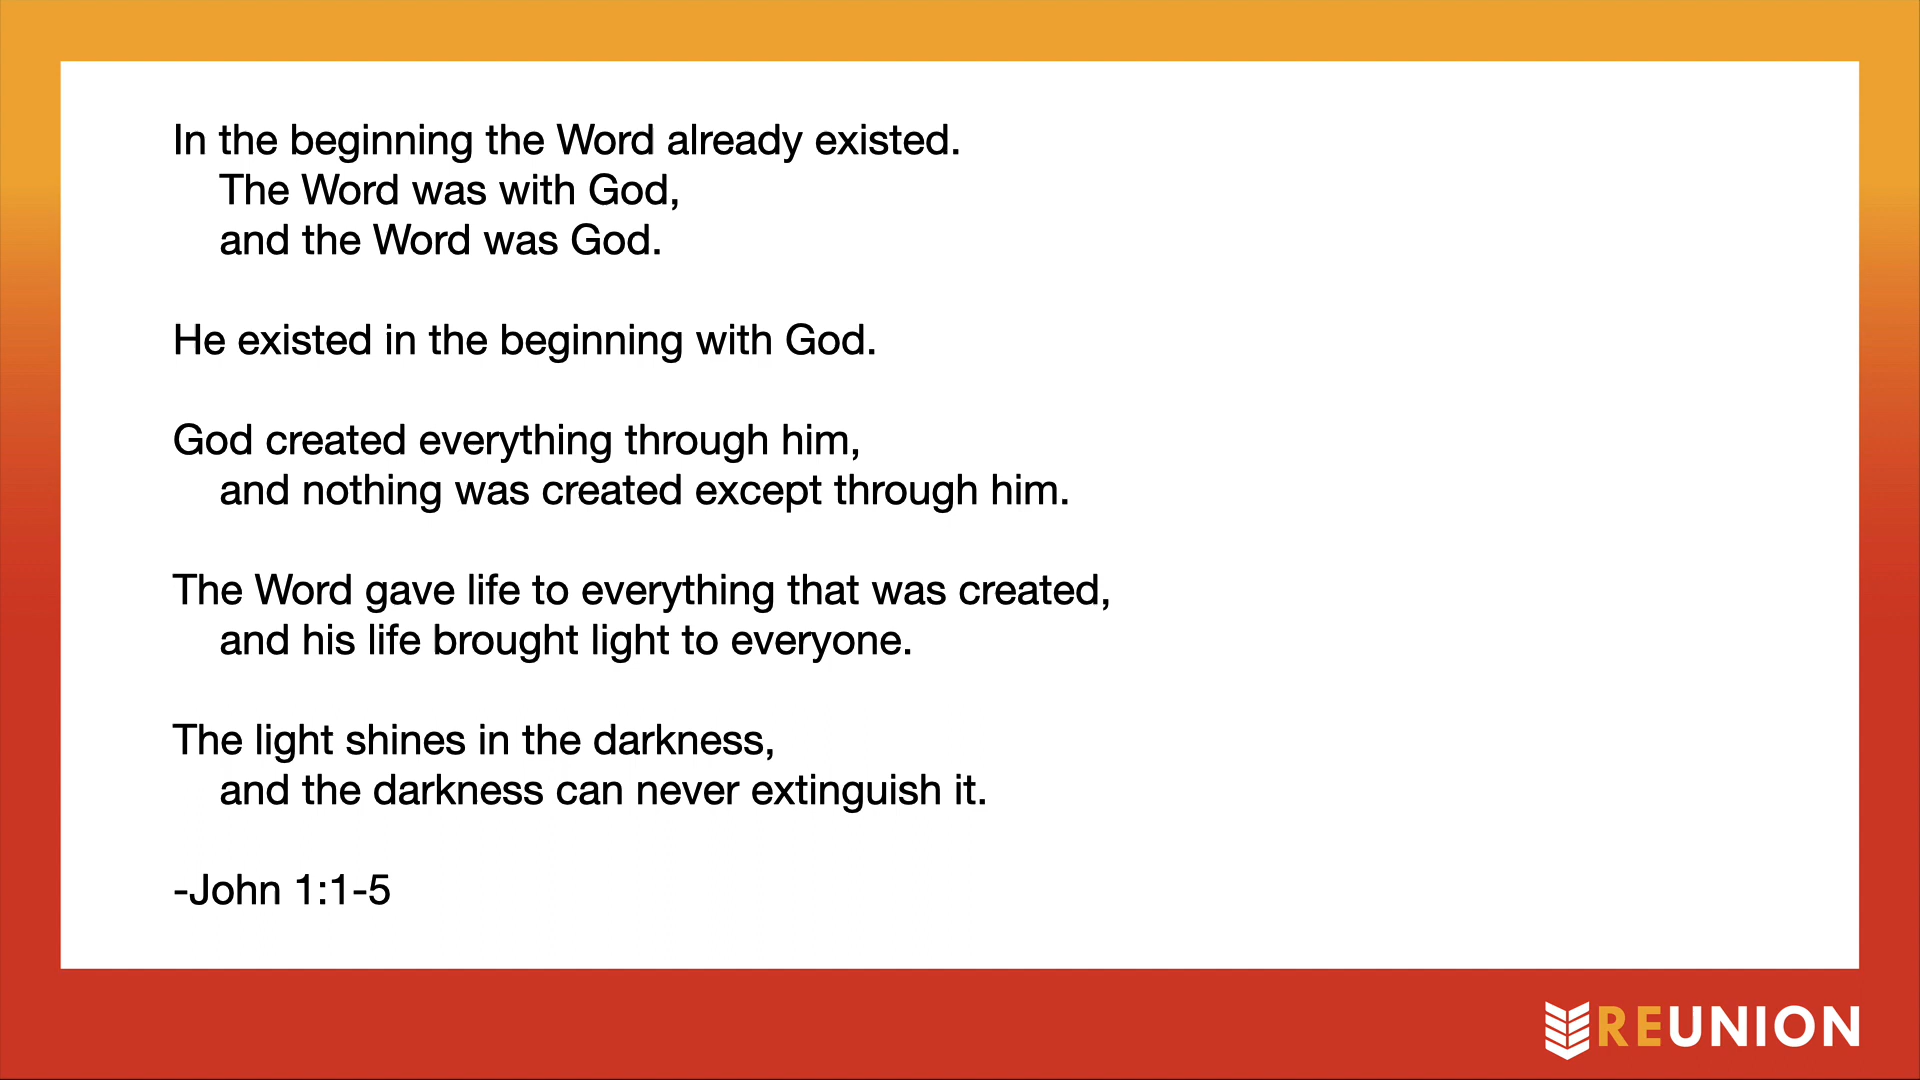 In the beginning the Word already existed.
The Word was with God,
and the Word was God.
He existed in the beginning with God.
God created everything through him,
and nothing was created except through him.
The Word gave life to everything that was created,
and his life brought light to everyone.
The light shines in the darkness,
and the darkness can never extinguish it.
-John 1:1-5
REUNION